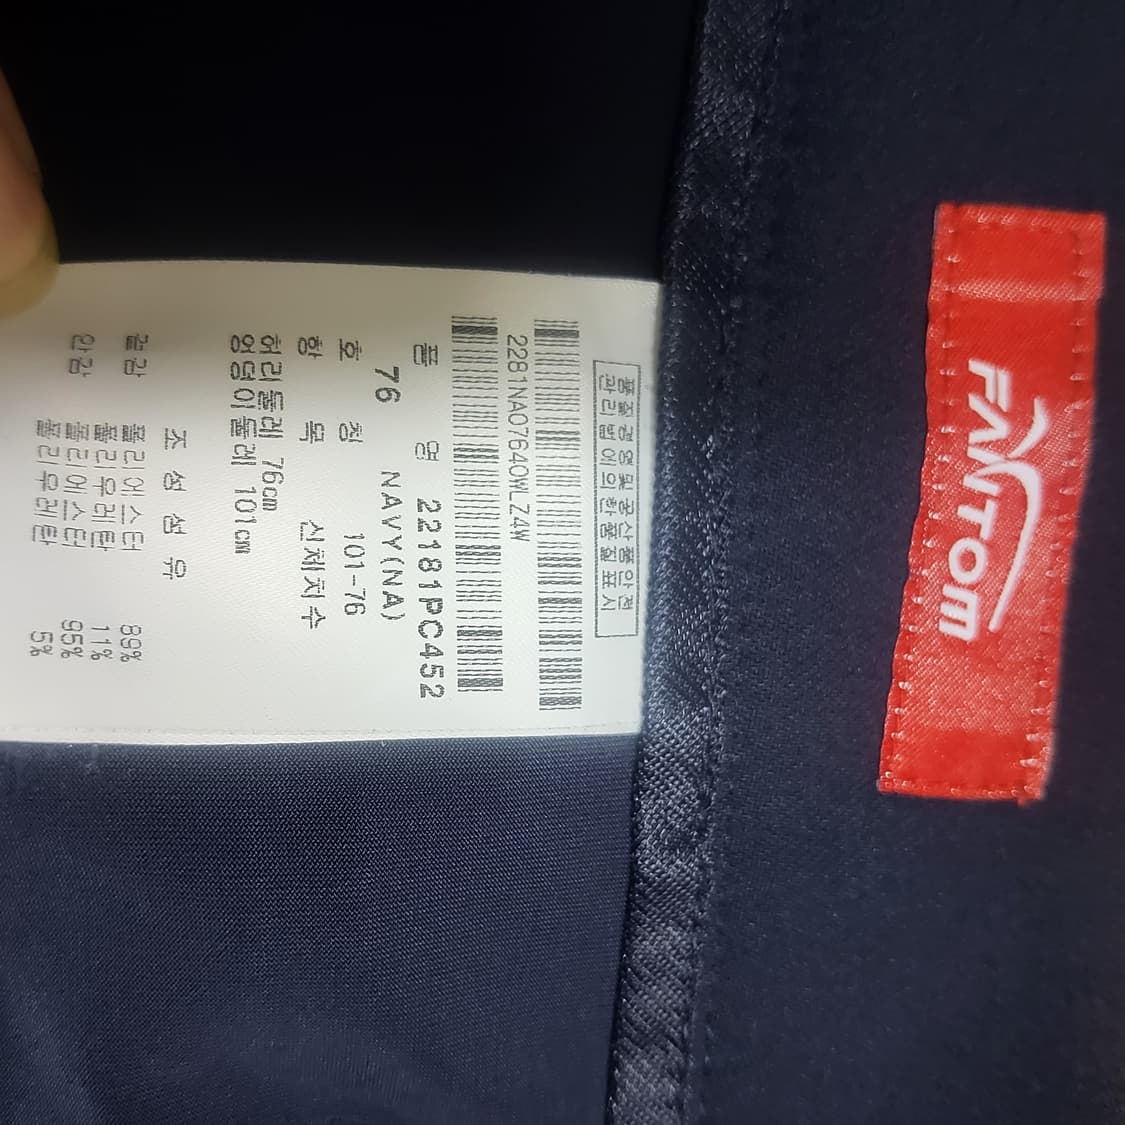 FANTOM
품질경영및공산품안전
관리법에의한품질표시
2281NA07640WLZ4W
품 명 22181PC452
76 NAVY(NA)
호 칭 101-76
항 목 신체치수
허리둘레 76cm
엉덩이둘레 101cm
조 성 섬 유
겉감 폴리에스터 89%
폴리우레탄 11%
안감 폴리에스터 95%
폴리우레탄 5%